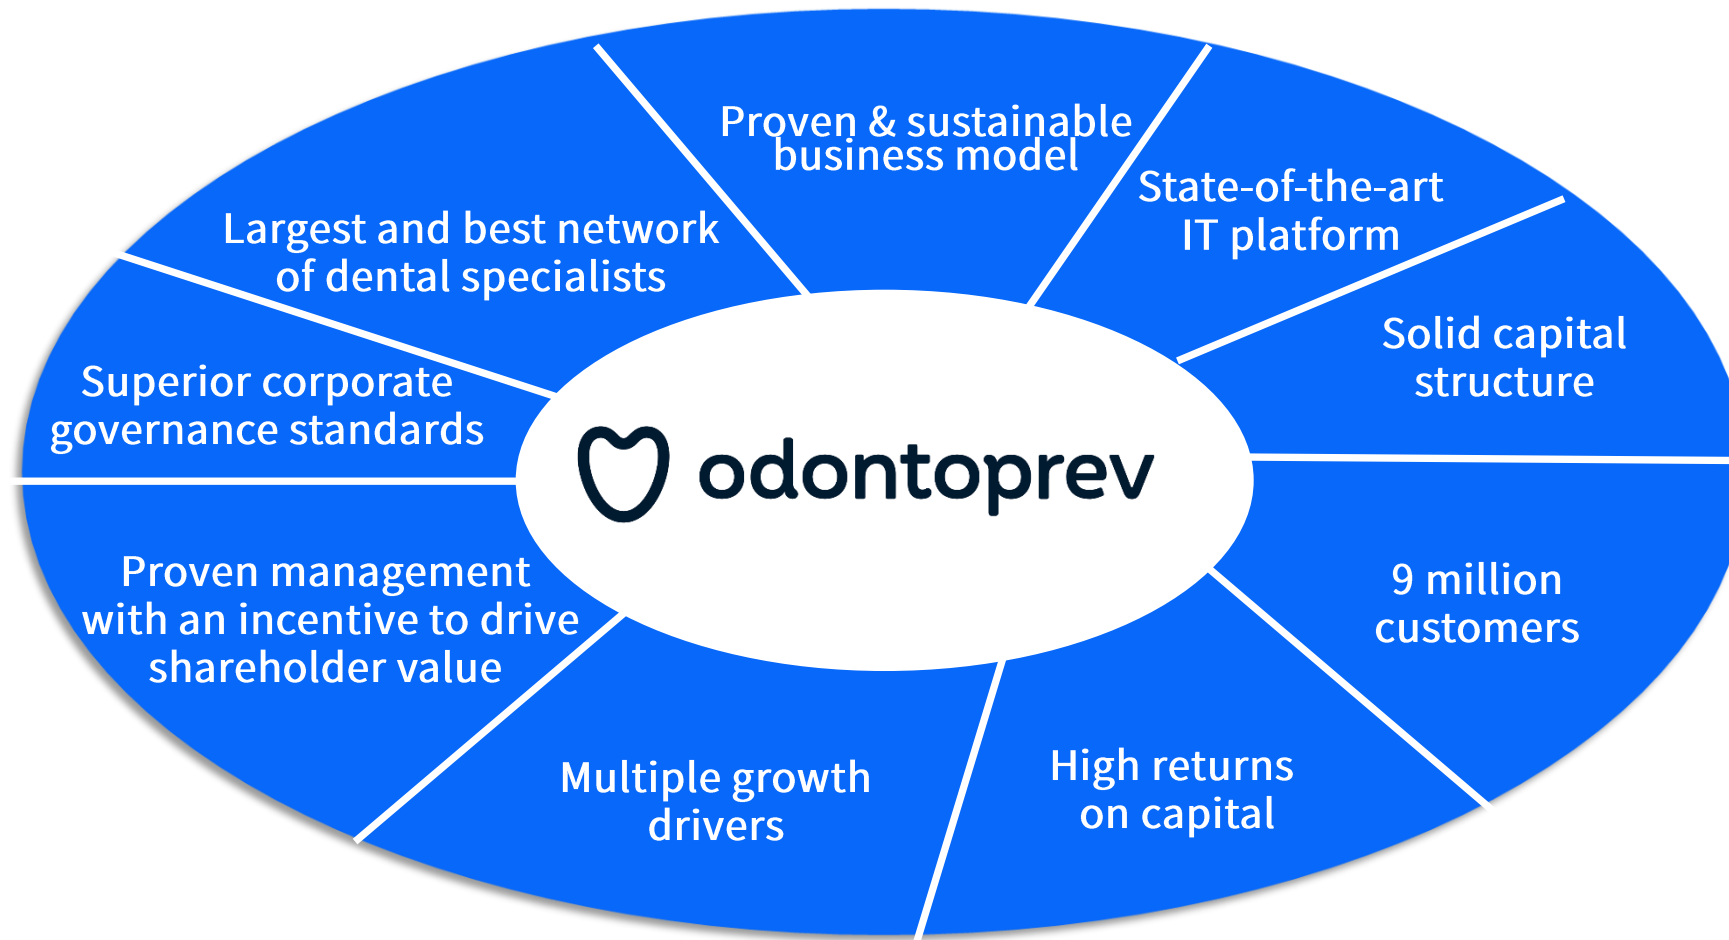 Proven & sustainable
business model
State-of-the-art
IT platform
Solid capital
structure
9 million
customers
High returns
on capital
Multiple growth
drivers
Proven management
with an incentive to drive
shareholder value
Superior corporate
governance standards
Largest and best network
of dental specialists
odontoprev